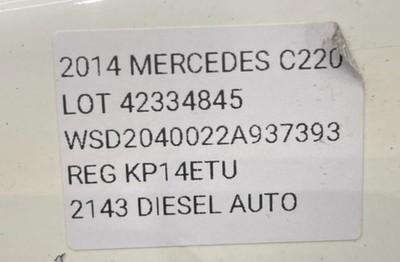 2014 MERCEDES C220
LOT 42334845
WSD2040022A937393
REG KP14ETU
2143 DIESEL AUTO